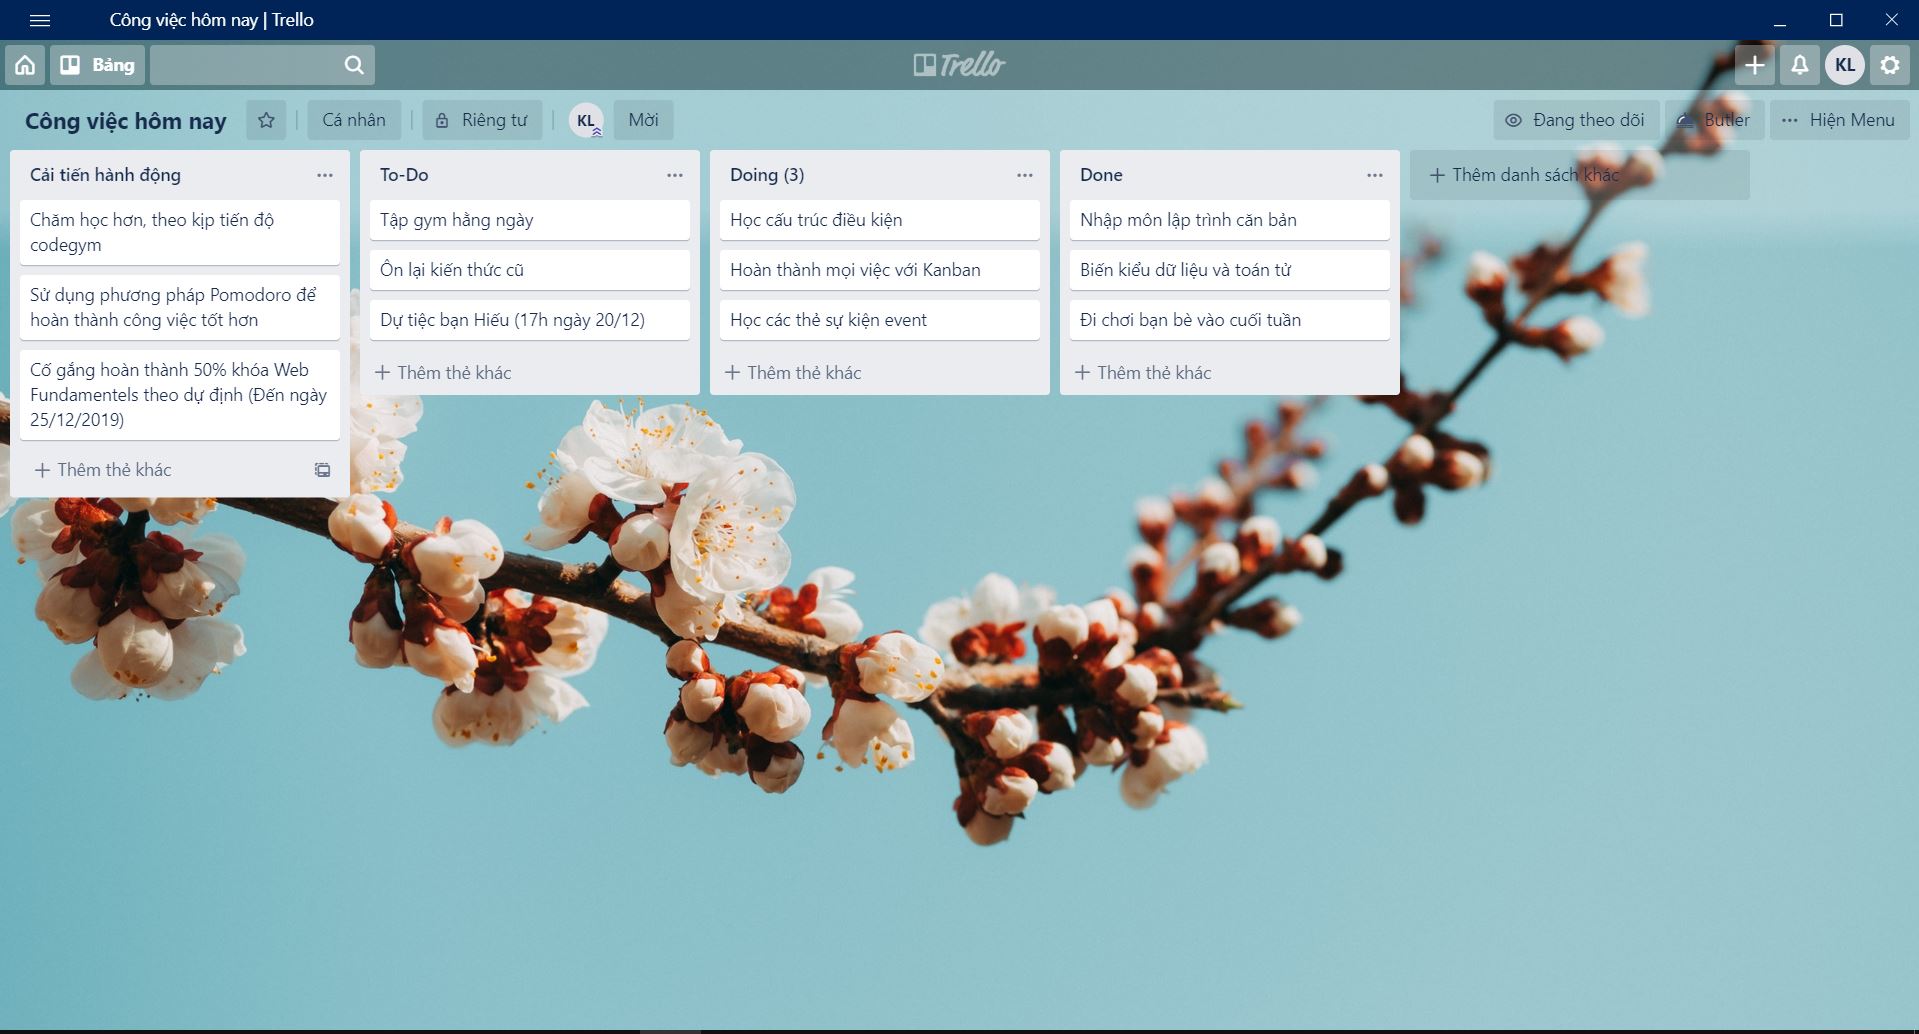 Công việc hôm nay | Trello
Bảng
Trello
KL
Công việc hôm nay
Cá nhân
Riêng tư
KL
Mời
Đang theo dõi
Butler
Hiện Menu
Cải tiến hành động
Chăm học hơn, theo kịp tiến độ
codegym
Sử dụng phương pháp Pomodoro để
hoàn thành công việc tốt hơn
Cố gắng hoàn thành 50% khóa Web
Fundamentels theo dự định (Đến ngày
25/12/2019)
Thêm thẻ khác
To-Do
Tập gym hằng ngày
Ôn lại kiến thức cũ
Dự tiệc bạn Hiếu (17h ngày 20/12)
Thêm thẻ khác
Doing (3)
Học cấu trúc điều kiện
Hoàn thành mọi việc với Kanban
Học các thẻ sự kiện event
Thêm thẻ khác
Done
Nhập môn lập trình căn bản
Biến kiểu dữ liệu và toán tử
Đi chơi bạn bè vào cuối tuần
Thêm thẻ khác
Thêm danh sách khác